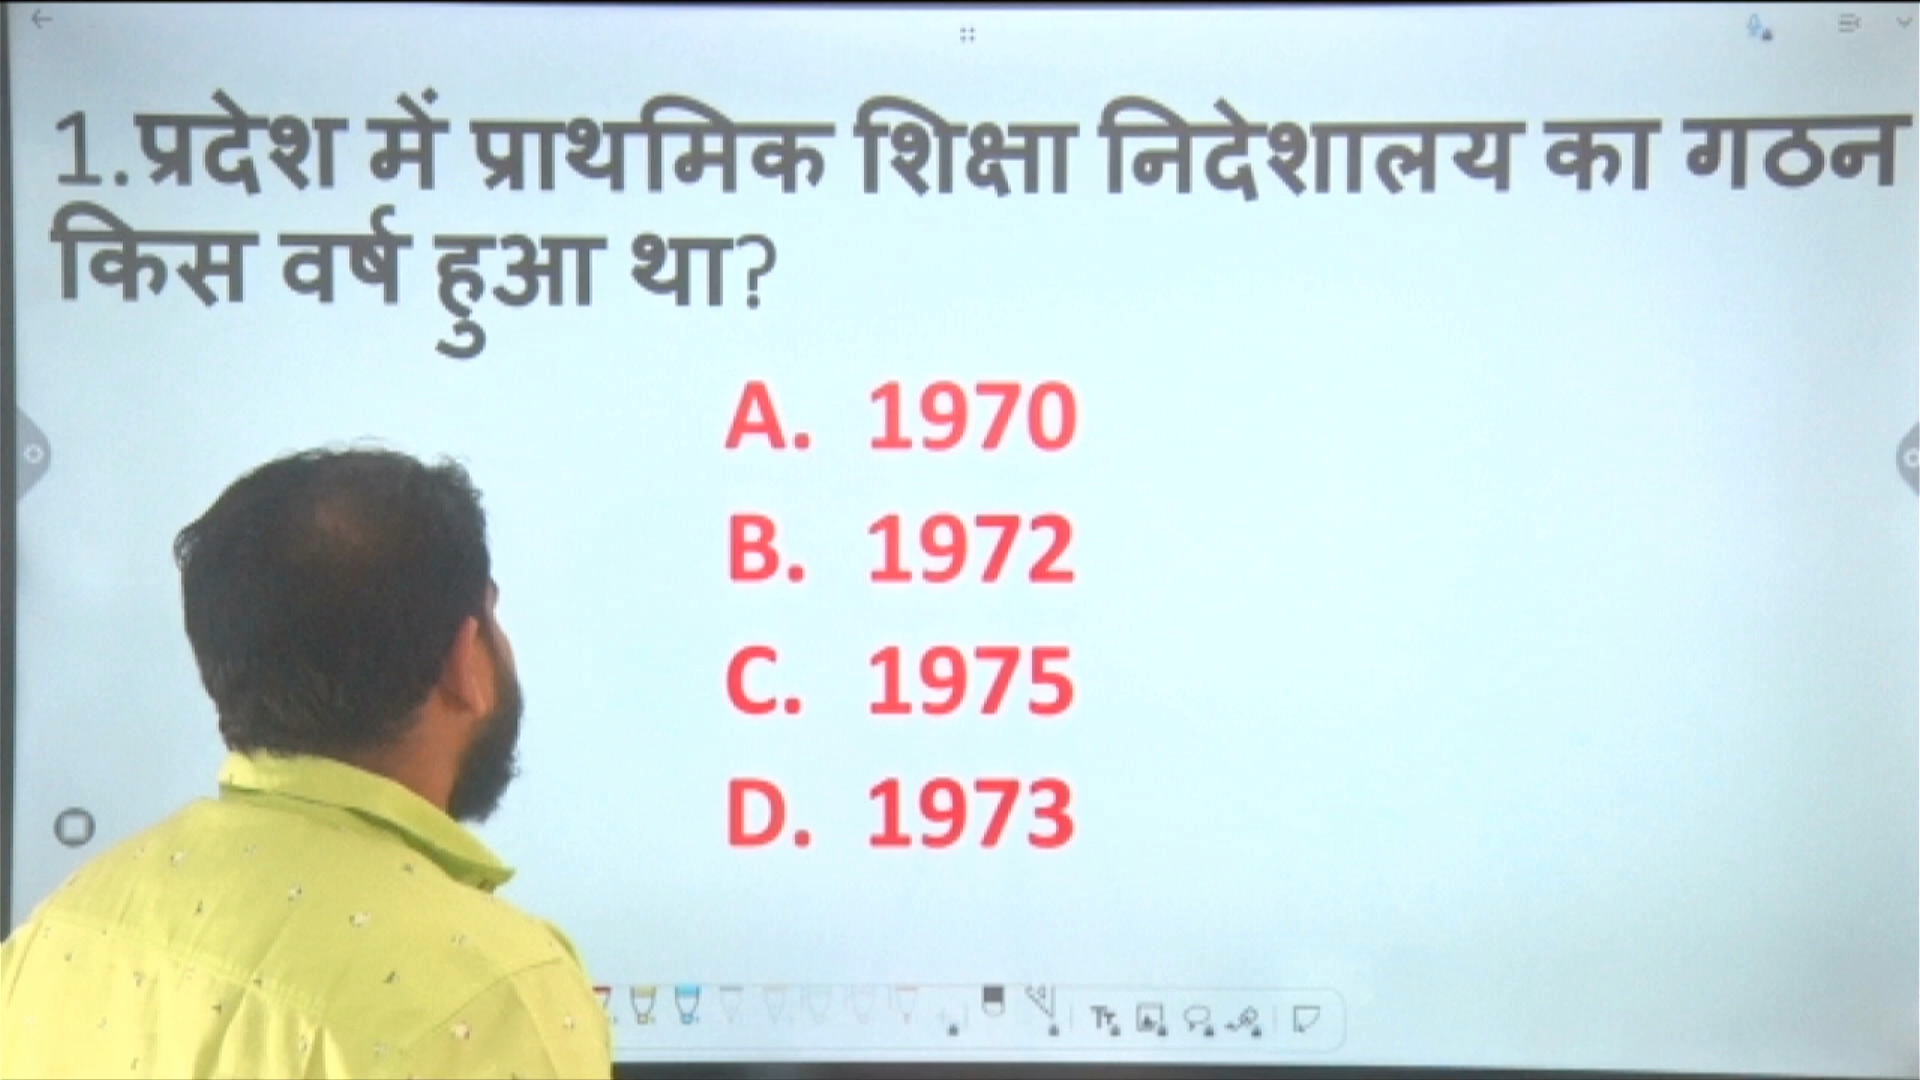 1.प्रदेश में प्राथमिक शिक्षा निदेशालय का गठन
किस वर्ष हुआ था?
A. 1970
B. 1972
C. 1975
D. 1973